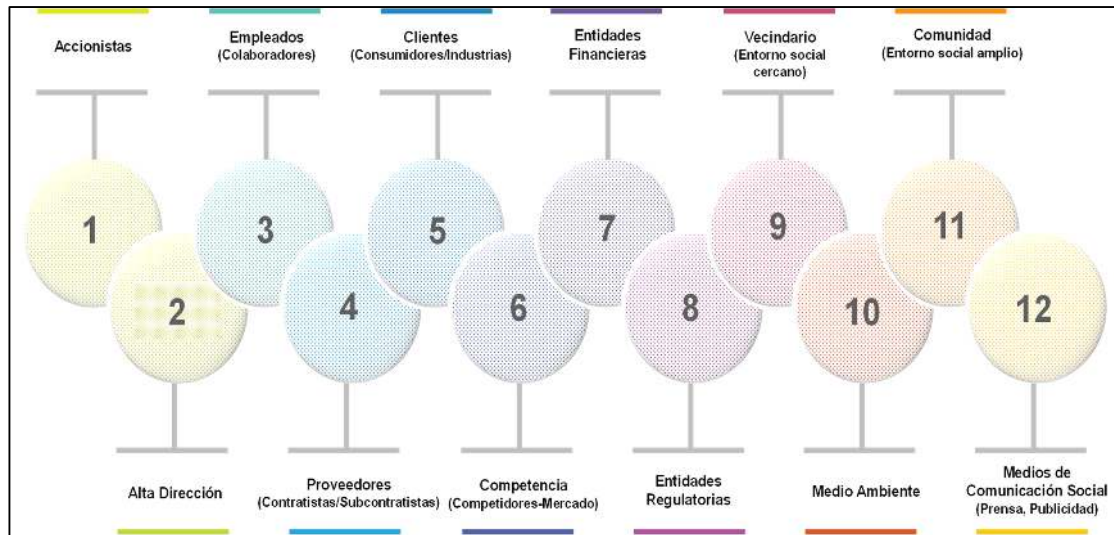 Accionistas
Empleados
(Colaboradores)
Clientes
(Consumidores/Industrias)
Entidades
Financieras
Vecindario
(Entorno social
cercano)
Comunidad
(Entorno social amplio)
1
2
3
4
5
6
7
8
9
10
11
12
Alta Dirección
Proveedores
(Contratistas/Subcontratistas)
Competencia
(Competidores-Mercado)
Entidades
Regulatorias
Medio Ambiente
Medios de
Comunicación Social
(Prensa, Publicidad)